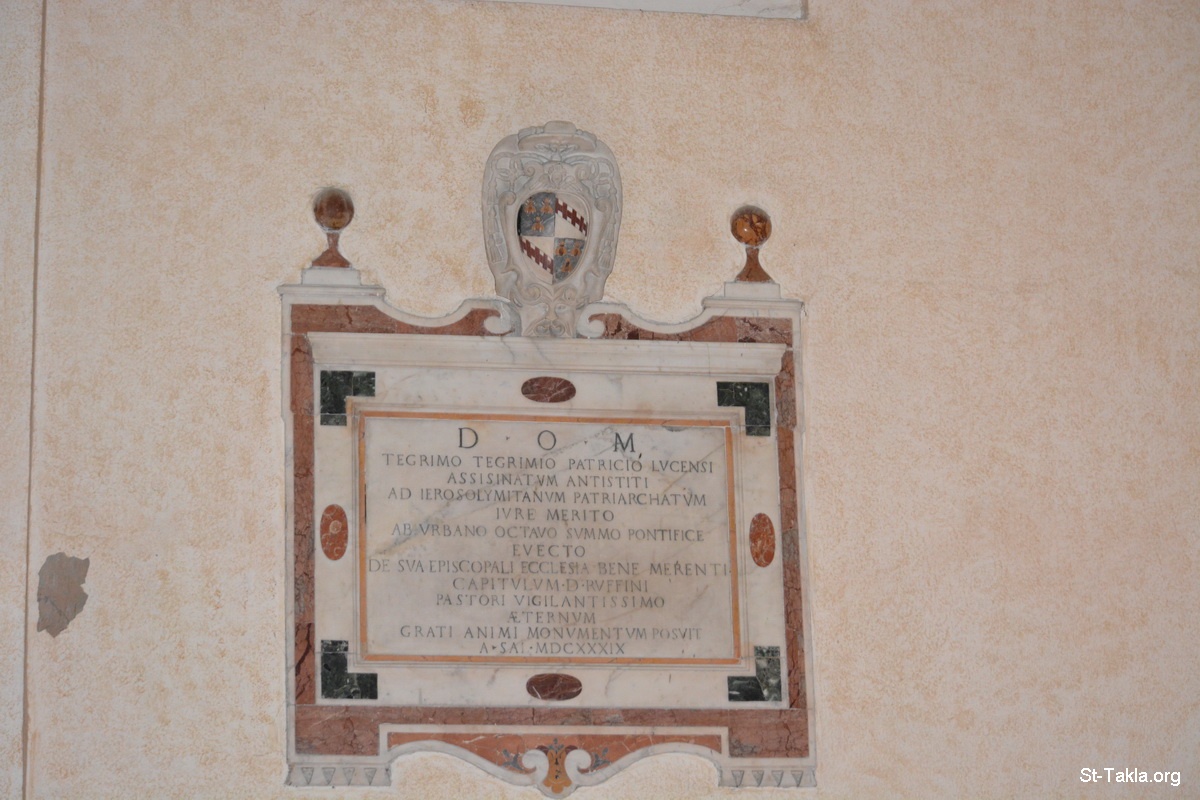 D · O · M,
TEGRIMO TEGRIMIO PATRICIO LVCENSI
ASSISINATVM ANTISTITI
AD IEROSOLYMITANVM PATRIARCHATVM
IVRE MERITO
AB VRBANO OCTAVO SVMMO PONTIFICE
EVECTO
DE SVA EPISCOPALI ECCLESIA BENE MERENTI
CAPITVLVM · D · RVFFINI
PASTORI VIGILANTISSIMO
ÆTERNVM
GRATI ANIMI MONVMENTVM POSVIT
A · SAL · MDCXXXIX
St-Takla.org